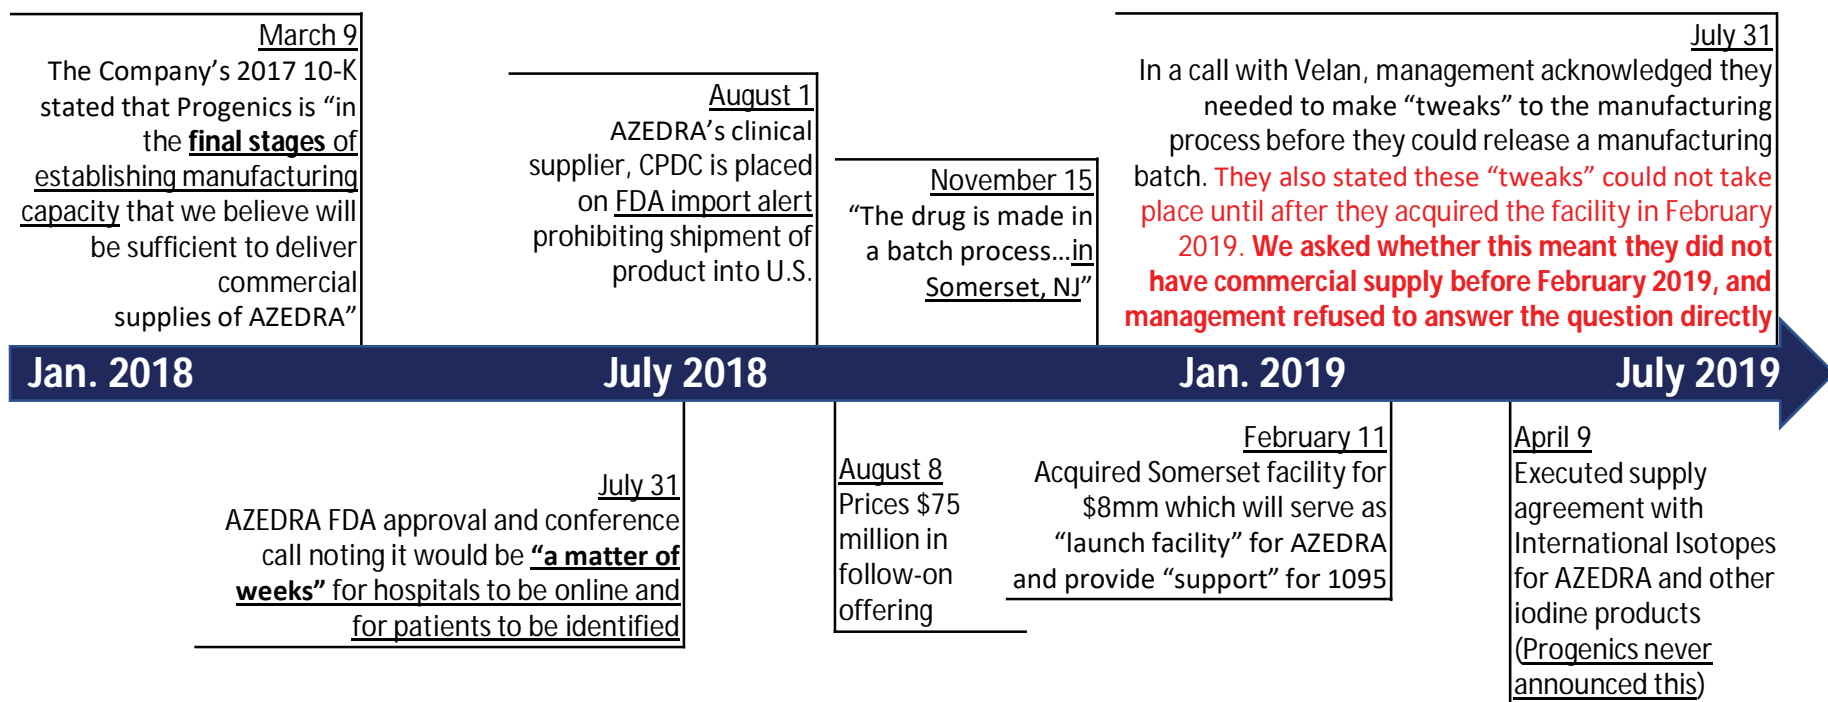 March 9
The Company’s 2017 10-K
stated that Progenics is “in
the final stages of
establishing manufacturing
capacity that we believe will
be sufficient to deliver
commercial
supplies of AZEDRA”
August 1
AZEDRA’s clinical
supplier, CPDC is placed
on FDA import alert
prohibiting shipment of
product into U.S.
November 15
“The drug is made in
a batch process…in
Somerset, NJ”
July 31
In a call with Velan, management acknowledged they
needed to make “tweaks” to the manufacturing
process before they could release a manufacturing
batch. They also stated these “tweaks” could not take
place until after they acquired the facility in February
2019. We asked whether this meant they did not
have commercial supply before February 2019, and
management refused to answer the question directly
Jan. 2018
July 2018
Jan. 2019
July 2019
July 31
AZEDRA FDA approval and conference
call noting it would be “a matter of
weeks” for hospitals to be online and
for patients to be identified
August 8
Prices $75
million in
follow-on
offering
February 11
Acquired Somerset facility for
$8mm which will serve as
“launch facility” for AZEDRA
and provide “support” for 1095
April 9
Executed supply
agreement with
International Isotopes
for AZEDRA and other
iodine products
(Progenics never
announced this)